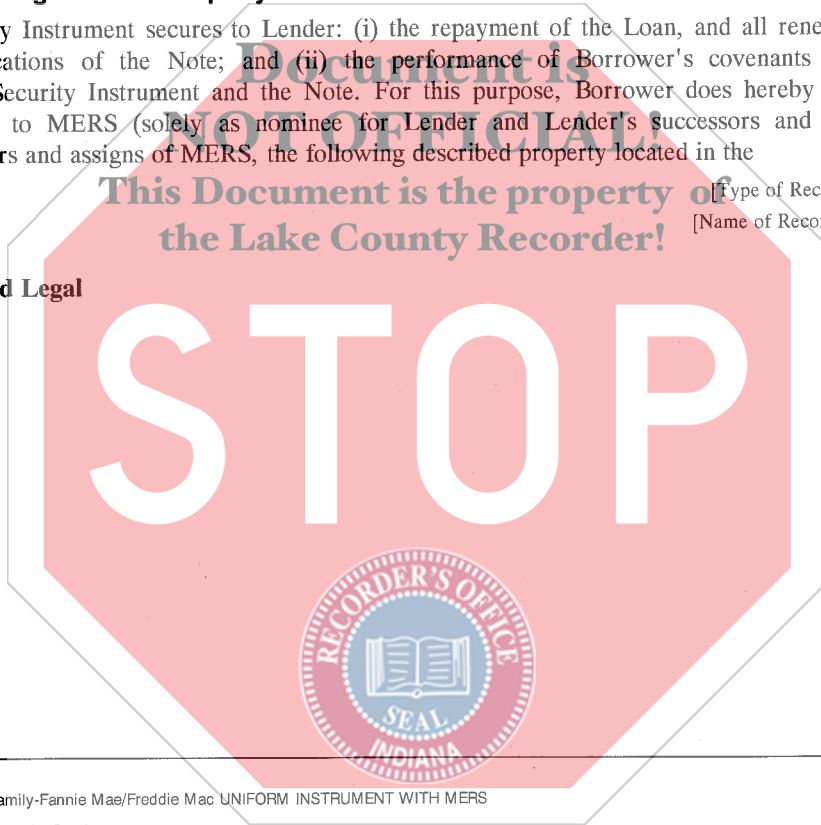 y Instrument secures to Lender: (i) the repayment of the Loan, and all rene
cations of the Note; and (ii) the performance of Borrower's covenants
Security Instrument and the Note. For this purpose, Borrower does hereby
to MERS (solely as nominee for Lender and Lender's successors and
rs and assigns of MERS, the following described property located in the
Document is
NOT OFFICIAL!
This Document is the property of
the Lake County Recorder!
[Type of Rec
[Name of Recor
d Legal
STOP
RECORDER'S OFFICE
SEAL
INDIANA
amily-Fannie Mae/Freddie Mac UNIFORM INSTRUMENT WITH MERS